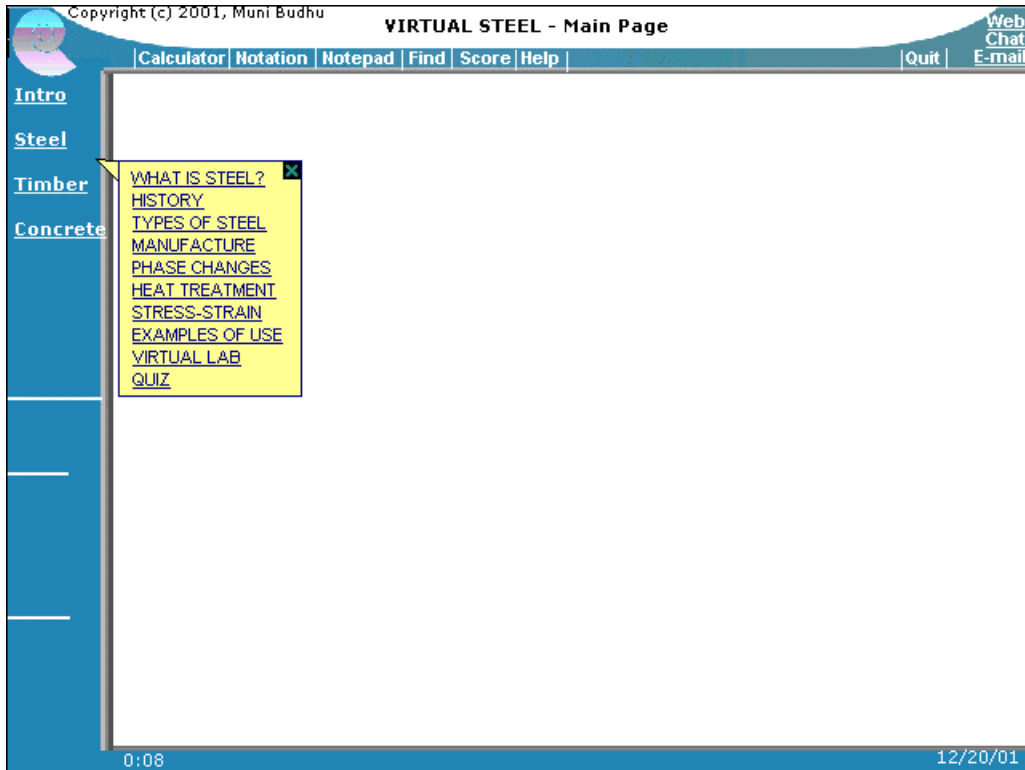 Copyright (c) 2001, Muni Budhu
VIRTUAL STEEL - Main Page
Web
Chat
E-mail
|Calculator| Notation | Notepad | Find | Score | Help |
|Quit |
Intro
Steel
Timber
Concrete
WHAT IS STEEL?
HISTORY
TYPES OF STEEL
MANUFACTURE
PHASE CHANGES
HEAT TREATMENT
STRESS-STRAIN
EXAMPLES OF USE
VIRTUAL LAB
QUIZ
0:08
12/20/01